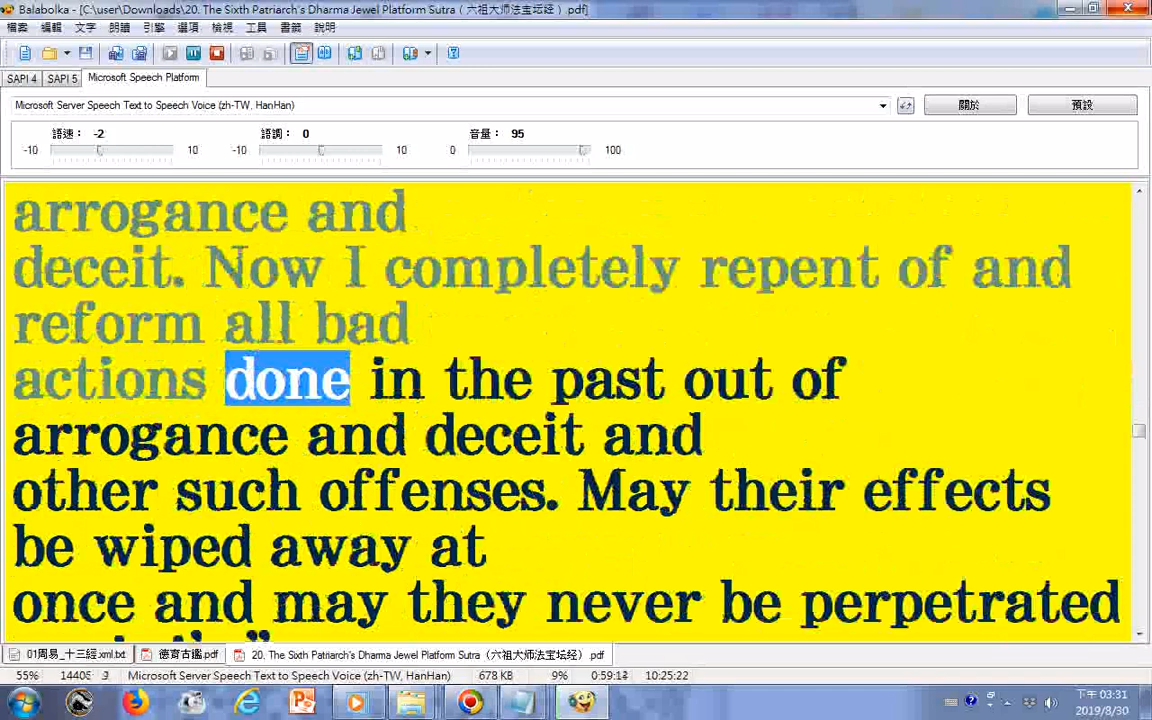 Balabolka - [C:\user\Downloads\20. The Sixth Patriarch's Dharma Jewel Platform Sutra（六祖大师法宝坛经）pdf]
檔案 編輯 文字 朗讀 引擎 選項 檢視 工具 書籤 說明
SAPI 4 SAPI 5 Microsoft Speech Platform
Microsoft Server Speech Text to Speech Voice (zh-TW, HanHan) 關於 預設
語速： -2 語調： 0 音量： 95
-10 10 -10 10 0 100
arrogance and
deceit. Now I completely repent of and
reform all bad
actions done in the past out of
arrogance and deceit and
other such offenses. May their effects
be wiped away at
once and may they never be perpetrated
01周易_十三經.xml.txt 德育古鑑.pdf 20. The Sixth Patriarch's Dharma Jewel Platform Sutra（六祖大师法宝坛经）.pdf
55% Microsoft Server Speech Text to Speech Voice (zh-TW, HanHan) 678 KB 9% 10:25:22
下午 03:31
2019/8/30